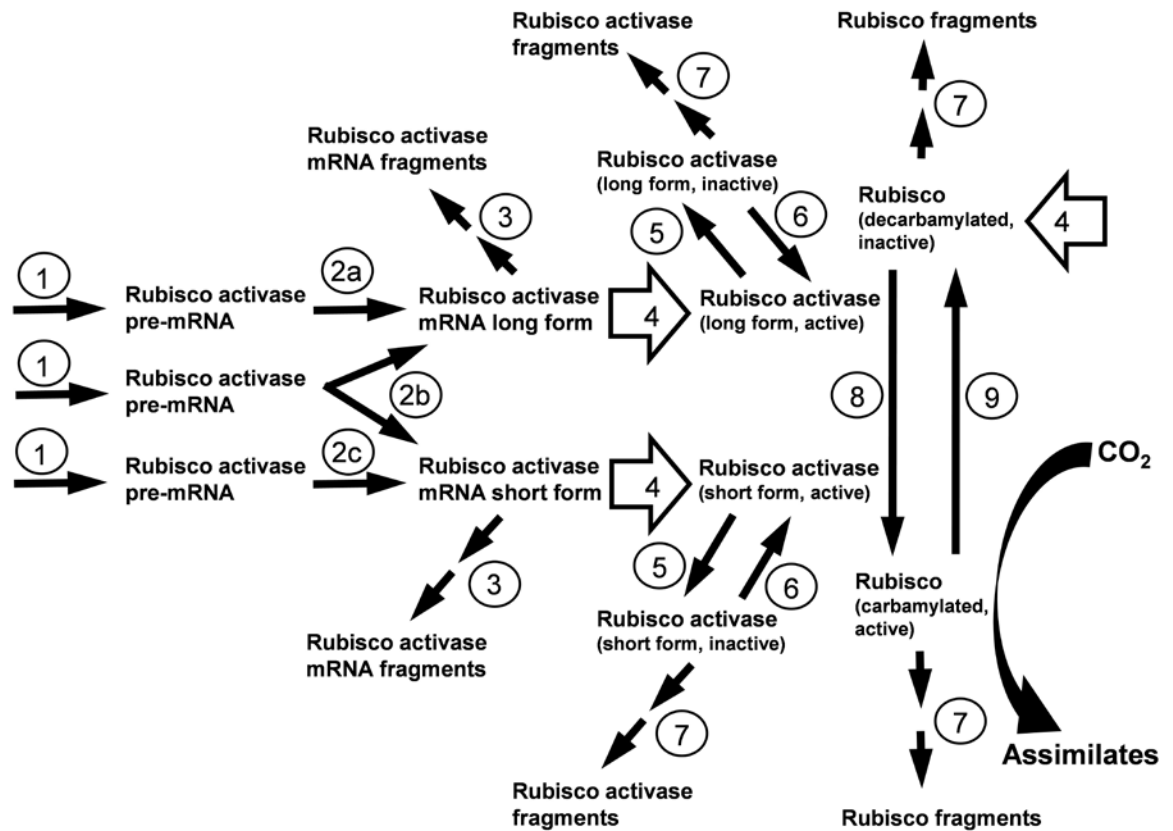 Rubisco activase
fragments
7
Rubisco fragments
7
Rubisco activase
mRNA fragments
3
Rubisco activase
(long form, inactive)
5
6
Rubisco
(decarbamylated,
inactive)
4
1
Rubisco activase
pre-mRNA
2a
Rubisco activase
mRNA long form
4
Rubisco activase
(long form, active)
1
Rubisco activase
pre-mRNA
2b
8
9
1
Rubisco activase
pre-mRNA
2c
Rubisco activase
mRNA short form
4
Rubisco activase
(short form, active)
CO2
3
Rubisco activase
mRNA fragments
5
6
Rubisco activase
(short form, inactive)
Rubisco
(carbamylated,
active)
7
Rubisco activase
fragments
7
Assimilates
Rubisco fragments